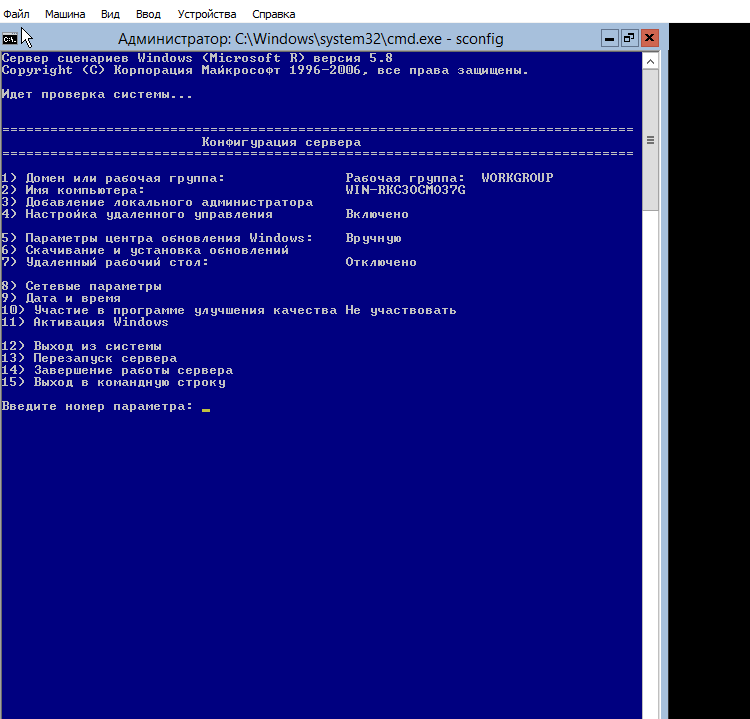 Файл Машина Вид Ввод Устройства Справка
Администратор: C:\Windows\system32\cmd.exe - sconfig
Сервер сценариев Windows (Microsoft R) версия 5.8
Copyright (C) Корпорация Майкрософт 1996-2006, все права защищены.
Идет проверка системы...
===============================================================================
Конфигурация сервера
===============================================================================
1) Домен или рабочая группа: Рабочая группа: WORKGROUP
2) Имя компьютера: WIN-RKC3OCMO37G
3) Добавление локального администратора
4) Настройка удаленного управления Включено
5) Параметры центра обновления Windows: Вручную
6) Скачивание и установка обновлений
7) Удаленный рабочий стол: Отключено
8) Сетевые параметры
9) Дата и время
10) Участие в программе улучшения качества Не участвовать
11) Активация Windows
12) Выход из системы
13) Перезапуск сервера
14) Завершение работы сервера
15) Выход в командную строку
Введите номер параметра: _